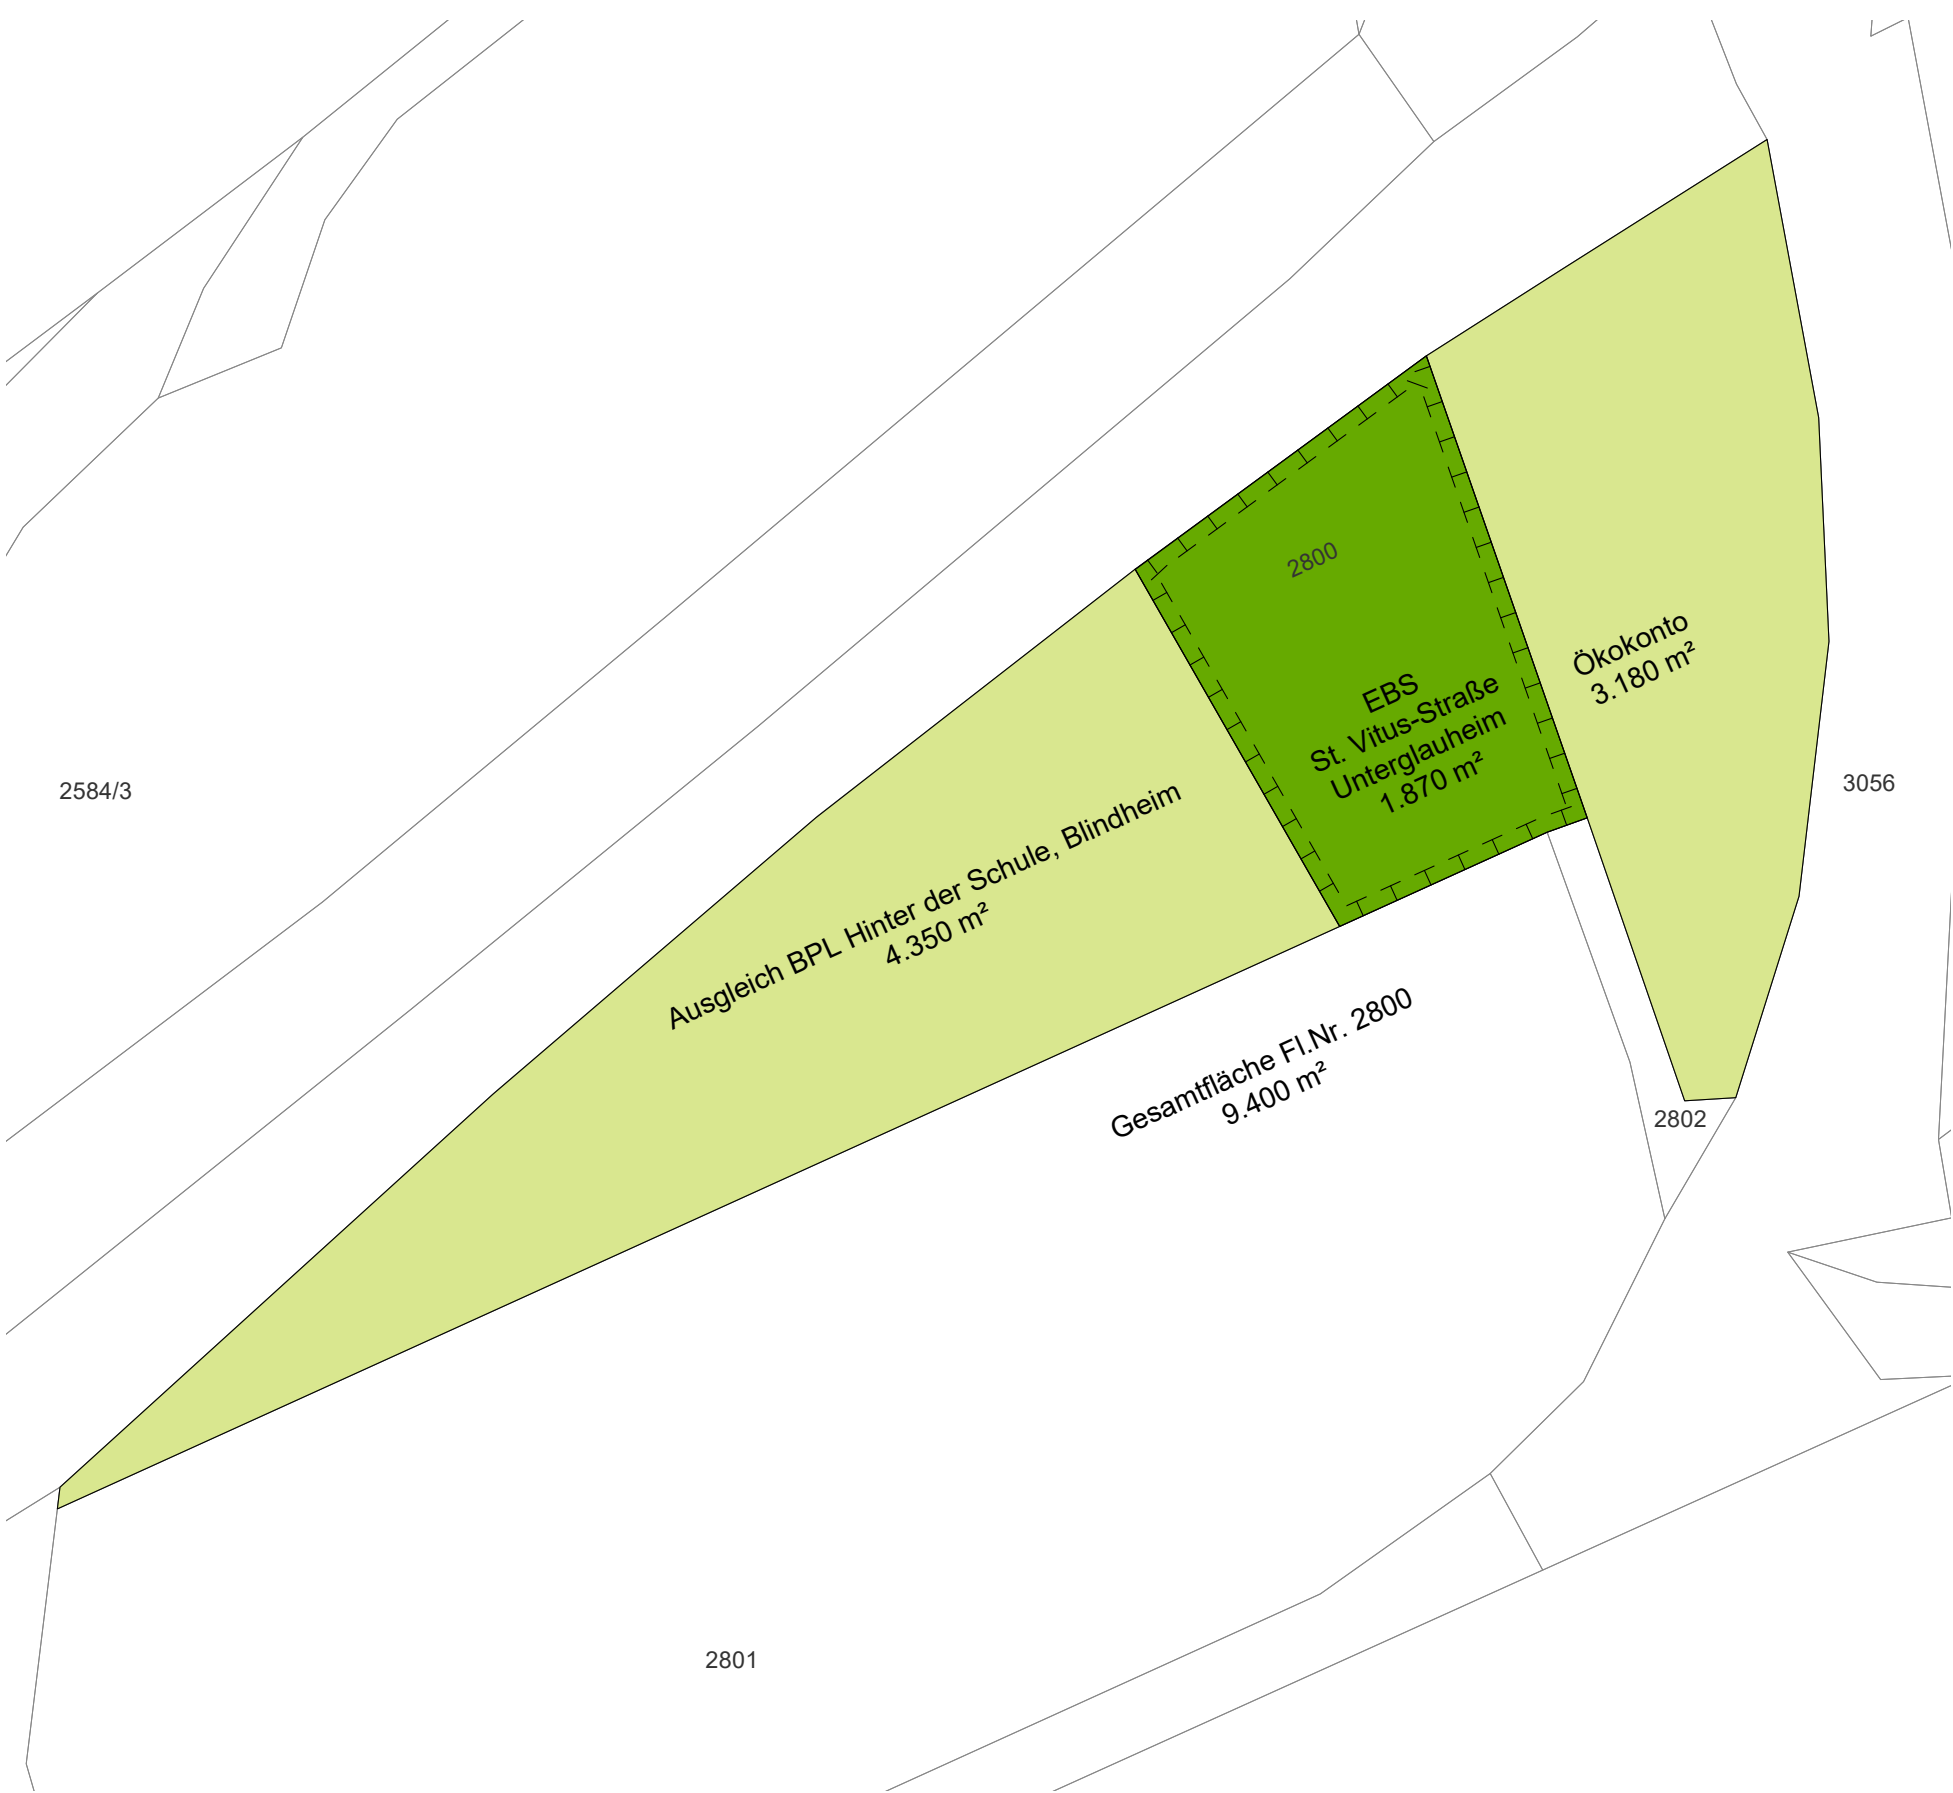 2800
Ökokonto
3.180 m²
EBS
St. Vitus-Straße
Unterglauheim
1.870 m²
2584/3
3056
Ausgleich BPL Hinter der Schule, Blindheim
4.350 m²
Gesamtfläche Fl.Nr. 2800
9.400 m²
2802
2801